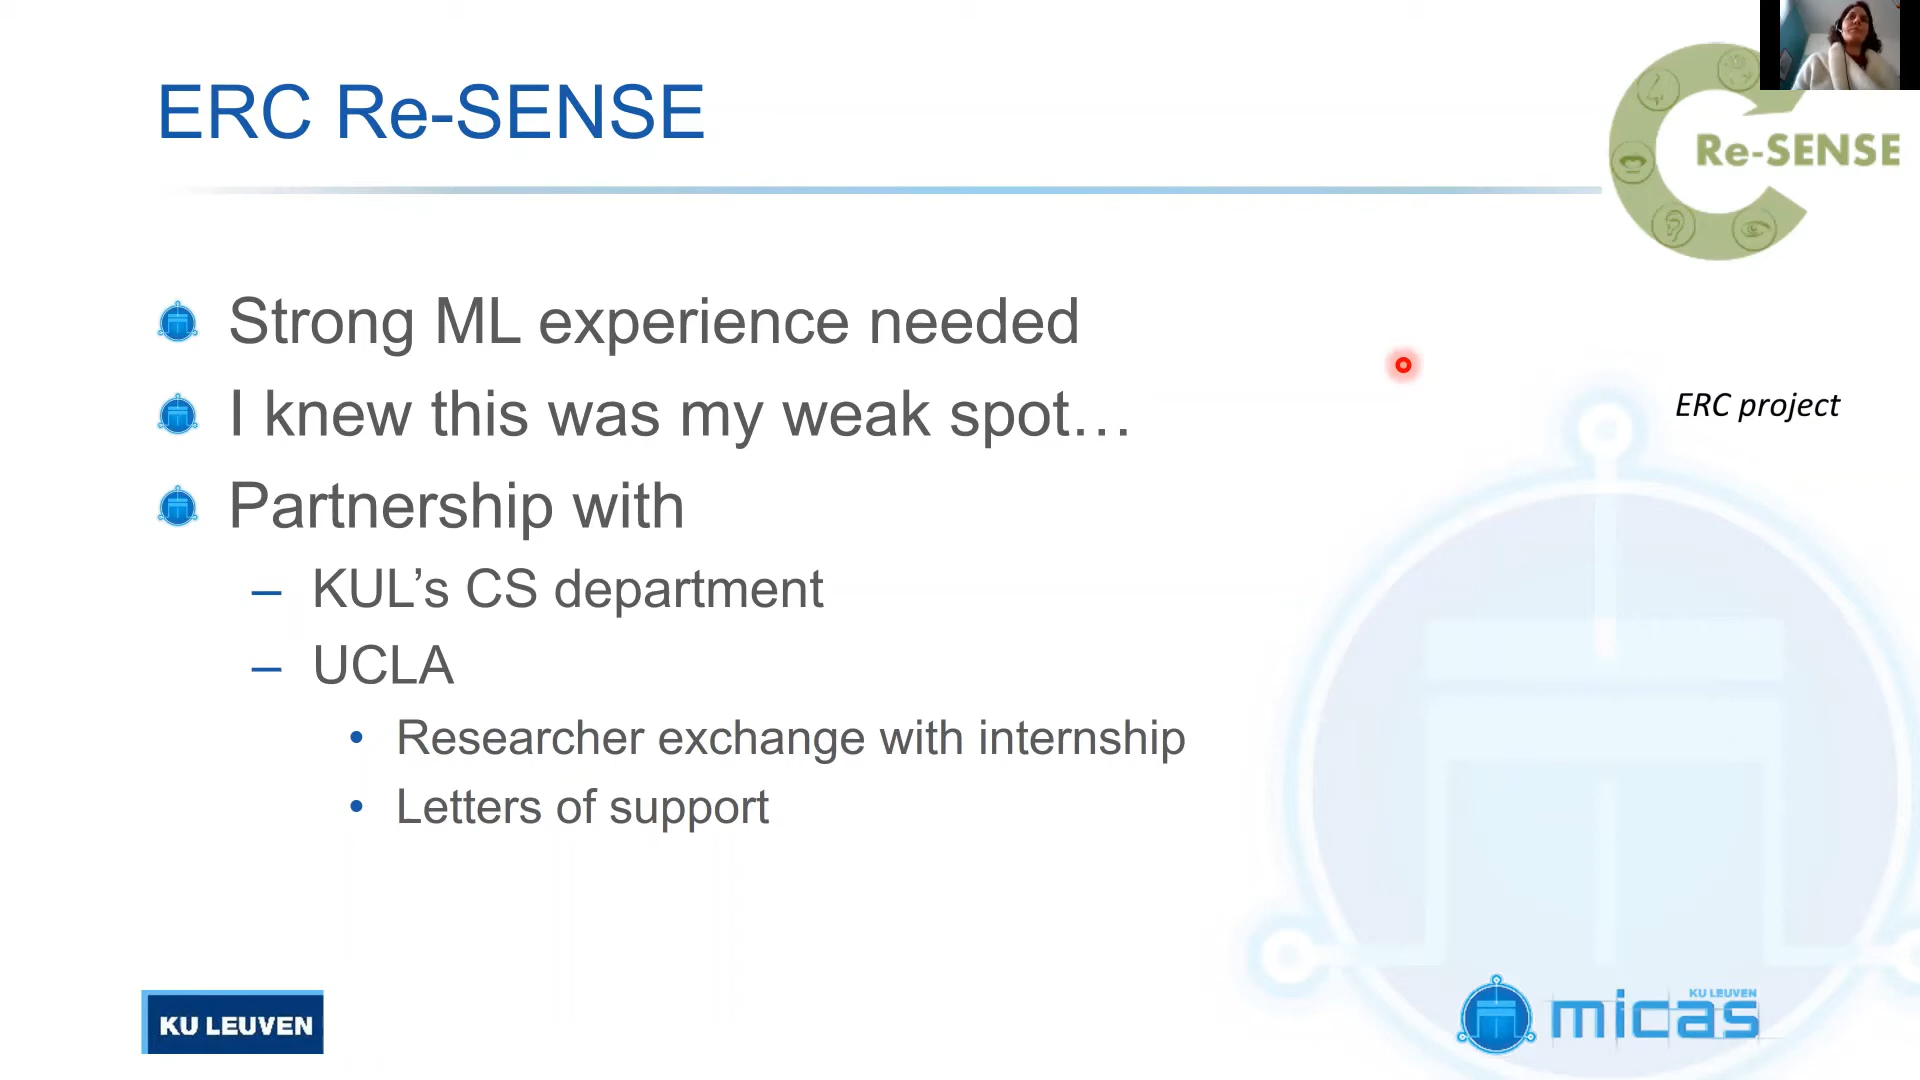 ERC Re-SENSE
Re-SENSE
Strong ML experience needed
I knew this was my weak spot…
ERC project
Partnership with
– KUL’s CS department
– UCLA
• Researcher exchange with internship
• Letters of support
KU LEUVEN
KU LEUVEN
micas